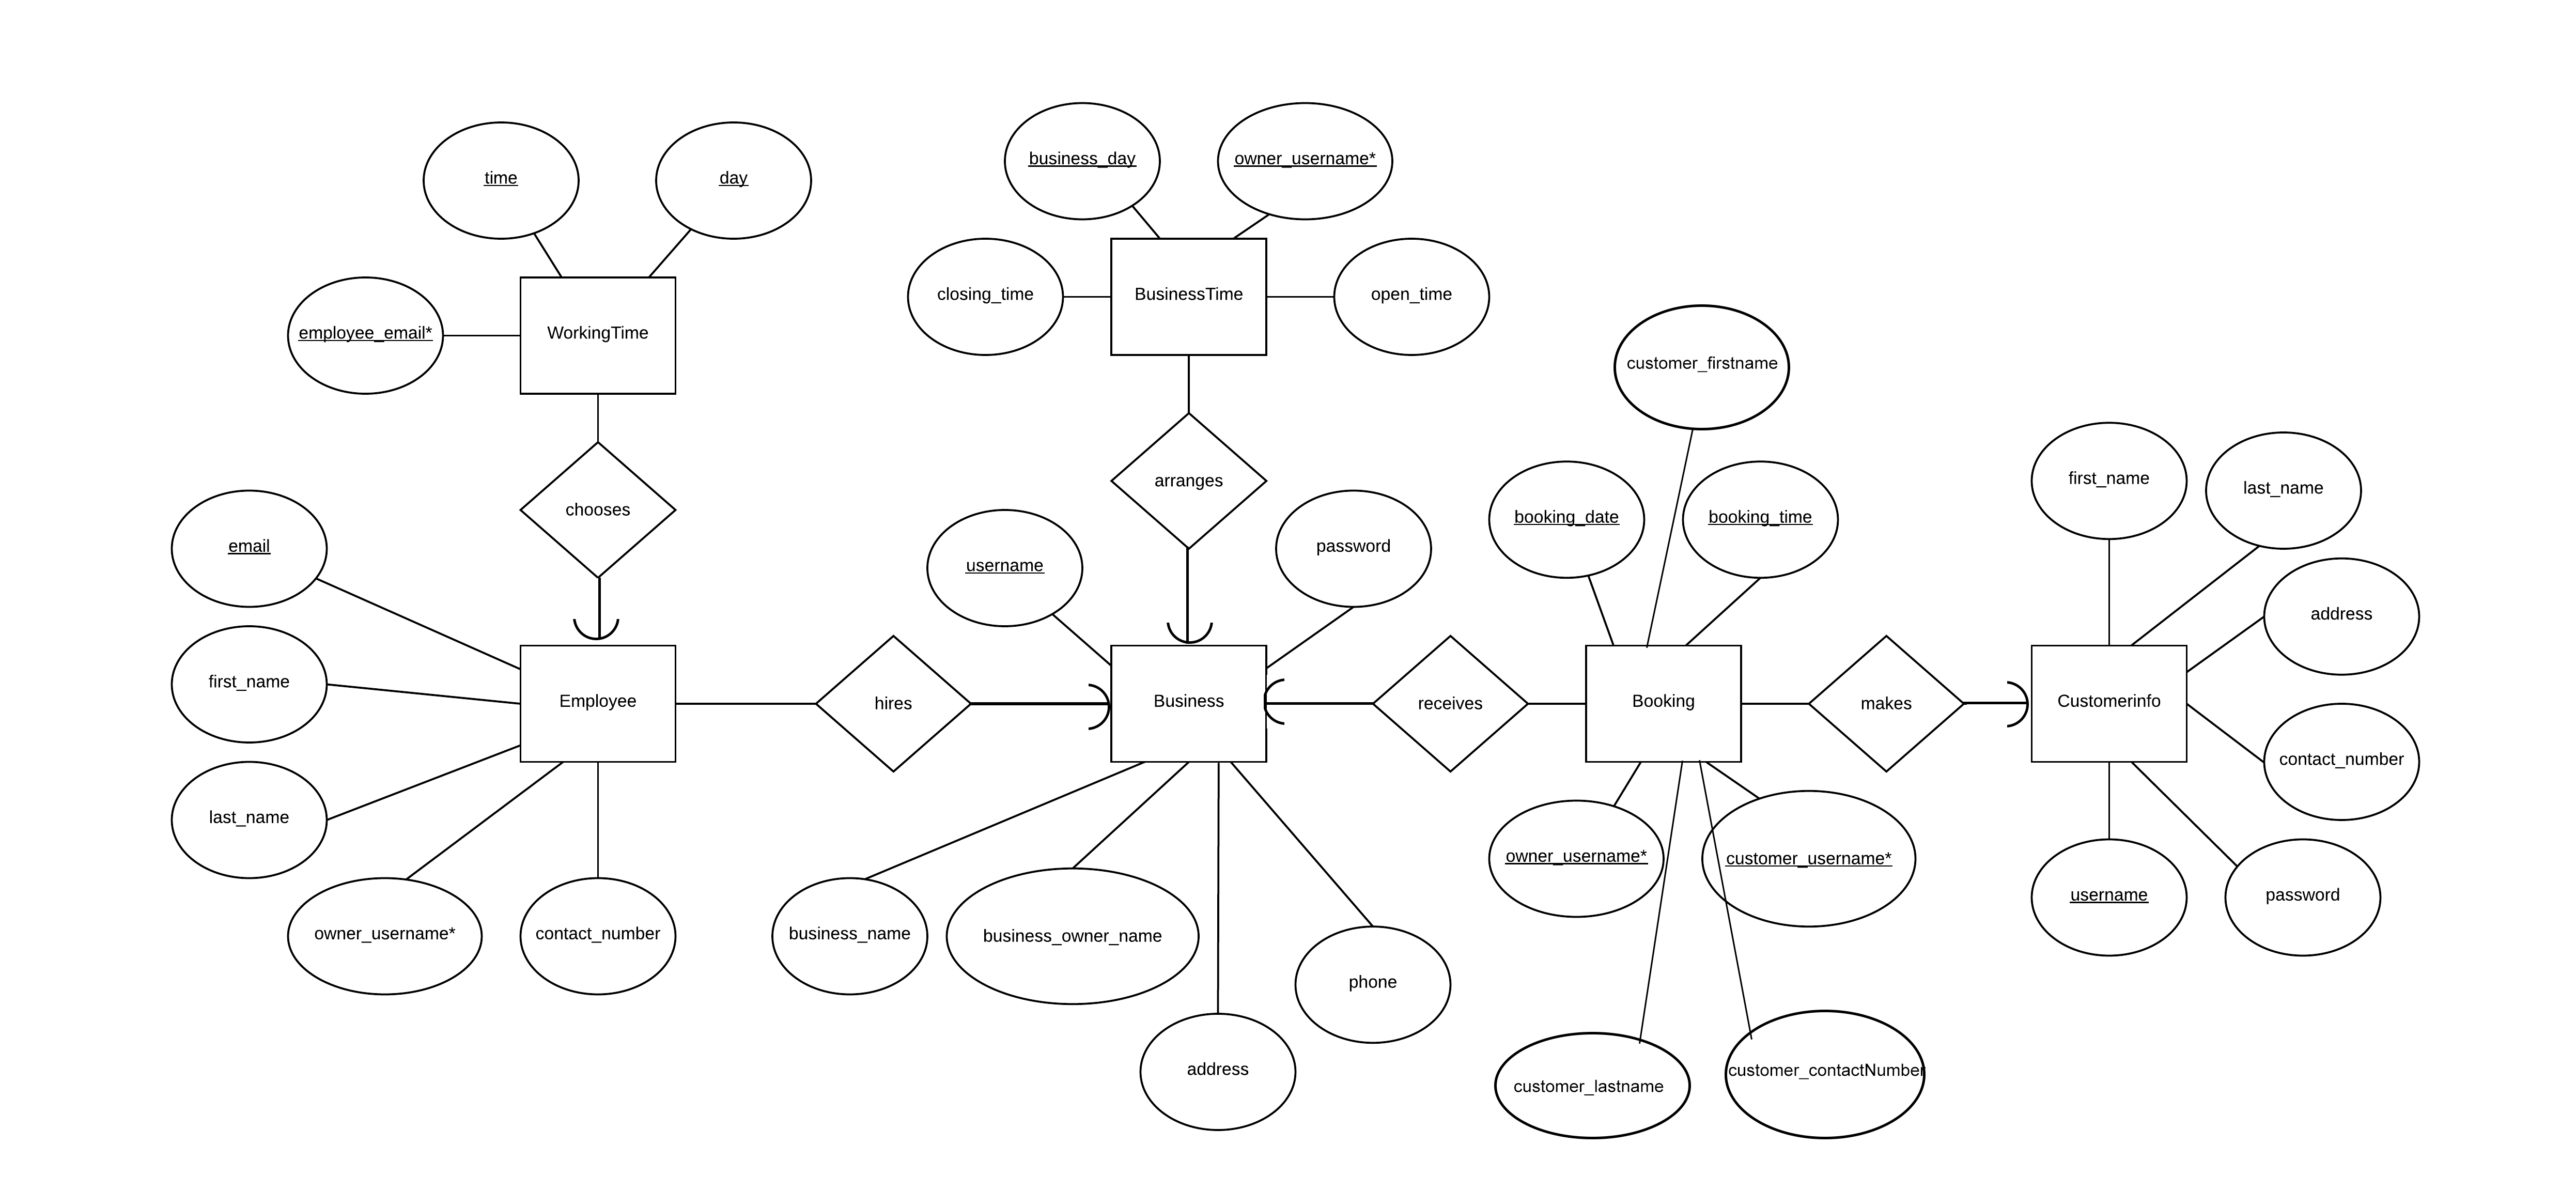 business_day
owner_username*
time
day
closing_time
BusinessTime
open_time
employee_email*
WorkingTime
customer_firstname
first_name
last_name
arranges
chooses
booking_date
booking_time
email
username
password
address
first_name
Employee
hires
Business
receives
Booking
makes
Customerinfo
contact_number
last_name
owner_username*
customer_username*
username
password
owner_username*
contact_number
business_name
business_owner_name
phone
address
customer_lastname
customer_contactNumber